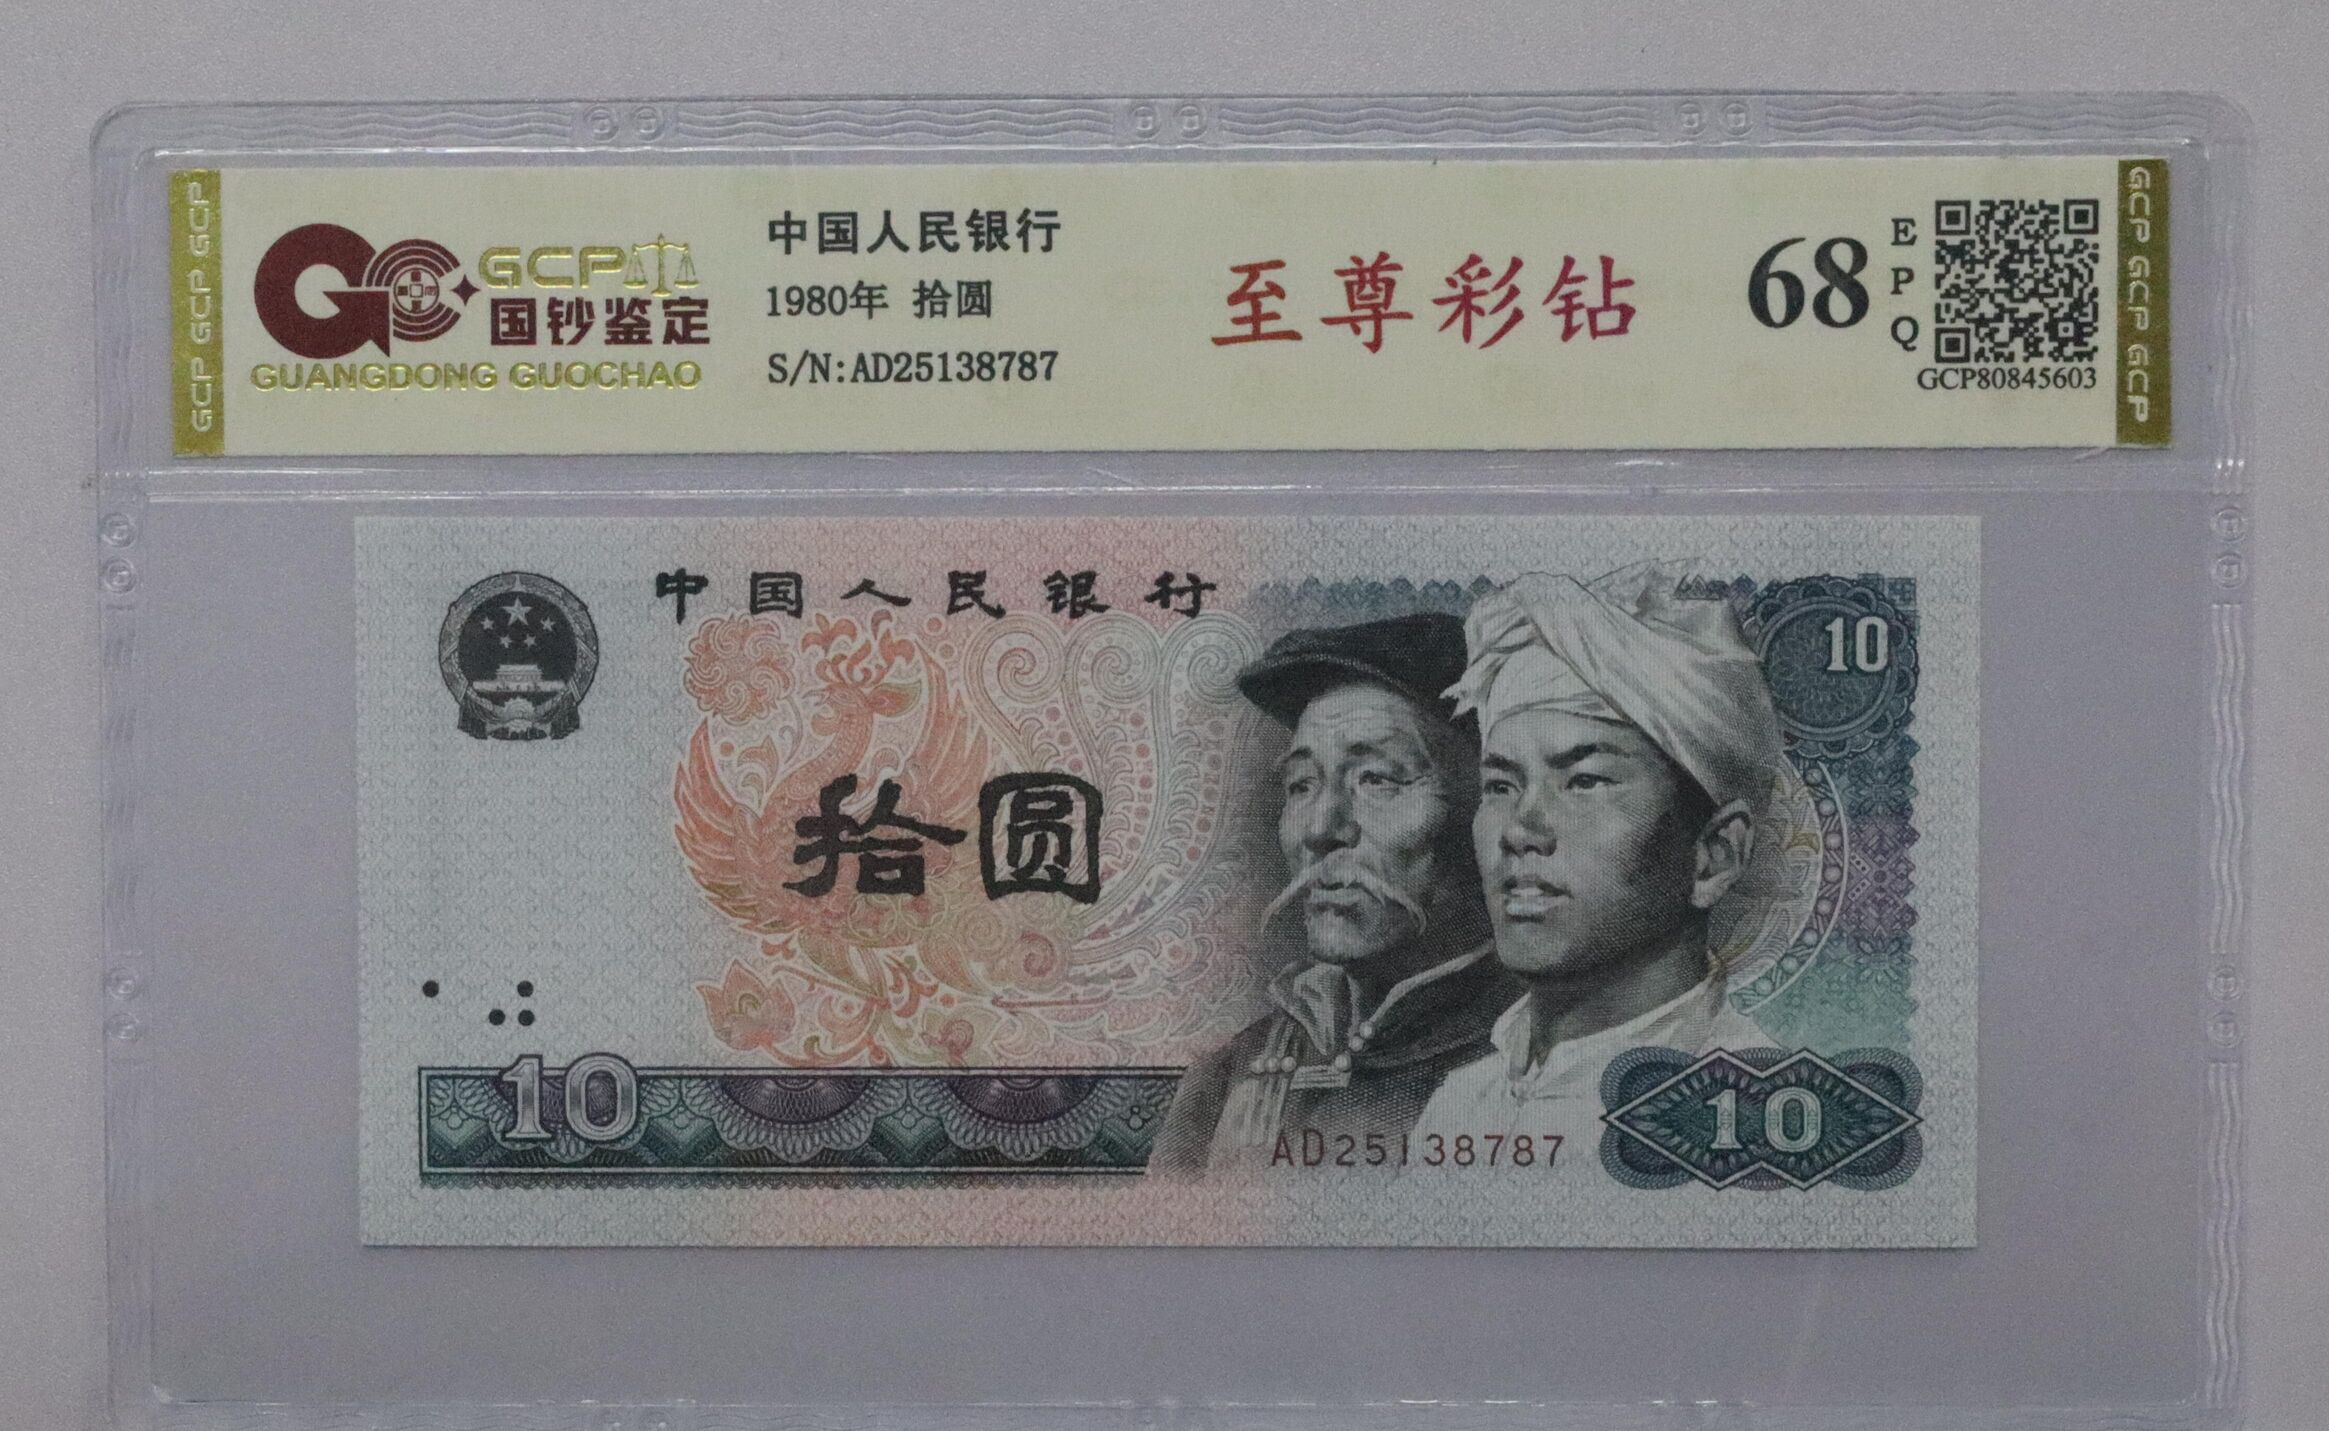 GCP GCP GCP
GCP
国钞鉴定
GUANGDONG GUOCHAO
中国人民银行
1980年 拾圆
S/N:AD25138787
至尊彩钻
68
EPQ
GCP80845603
GCP GCP GCP
中国人民银行
10
拾圆
10
AD25138787
10